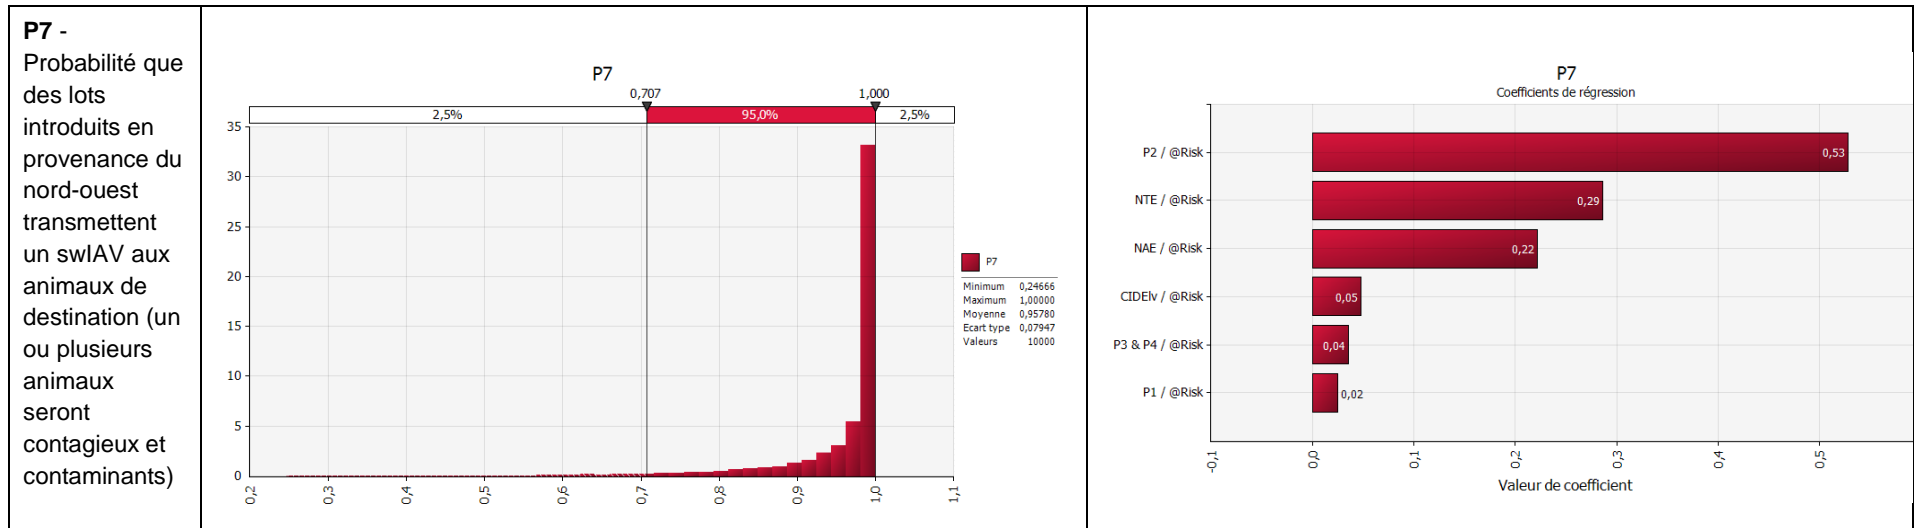 P7 -
Probabilité que
des lots
introduits en
provenance du
nord-ouest
transmettent
un swIAV aux
animaux de
destination (un
ou plusieurs
animaux
seront
contagieux et
contaminants)
P7
0,707 1,000
2,5% 95,0% 2,5%
35
30
25
20
15
10
5
0
0,2 0,3 0,4 0,5 0,6 0,7 0,8 0,9 1,0 1,1
P7
Minimum 0,24666
Maximum 1,00000
Moyenne 0,95780
Ecart type 0,07947
Valeurs 10000
P7
Coefficients de régression
P2 / @Risk 0,53
NTE / @Risk 0,29
NAE / @Risk 0,22
CIDElv / @Risk 0,05
P3 & P4 / @Risk 0,04
P1 / @Risk 0,02
-0,1 0,0 0,1 0,2 0,3 0,4 0,5
Valeur de coefficient